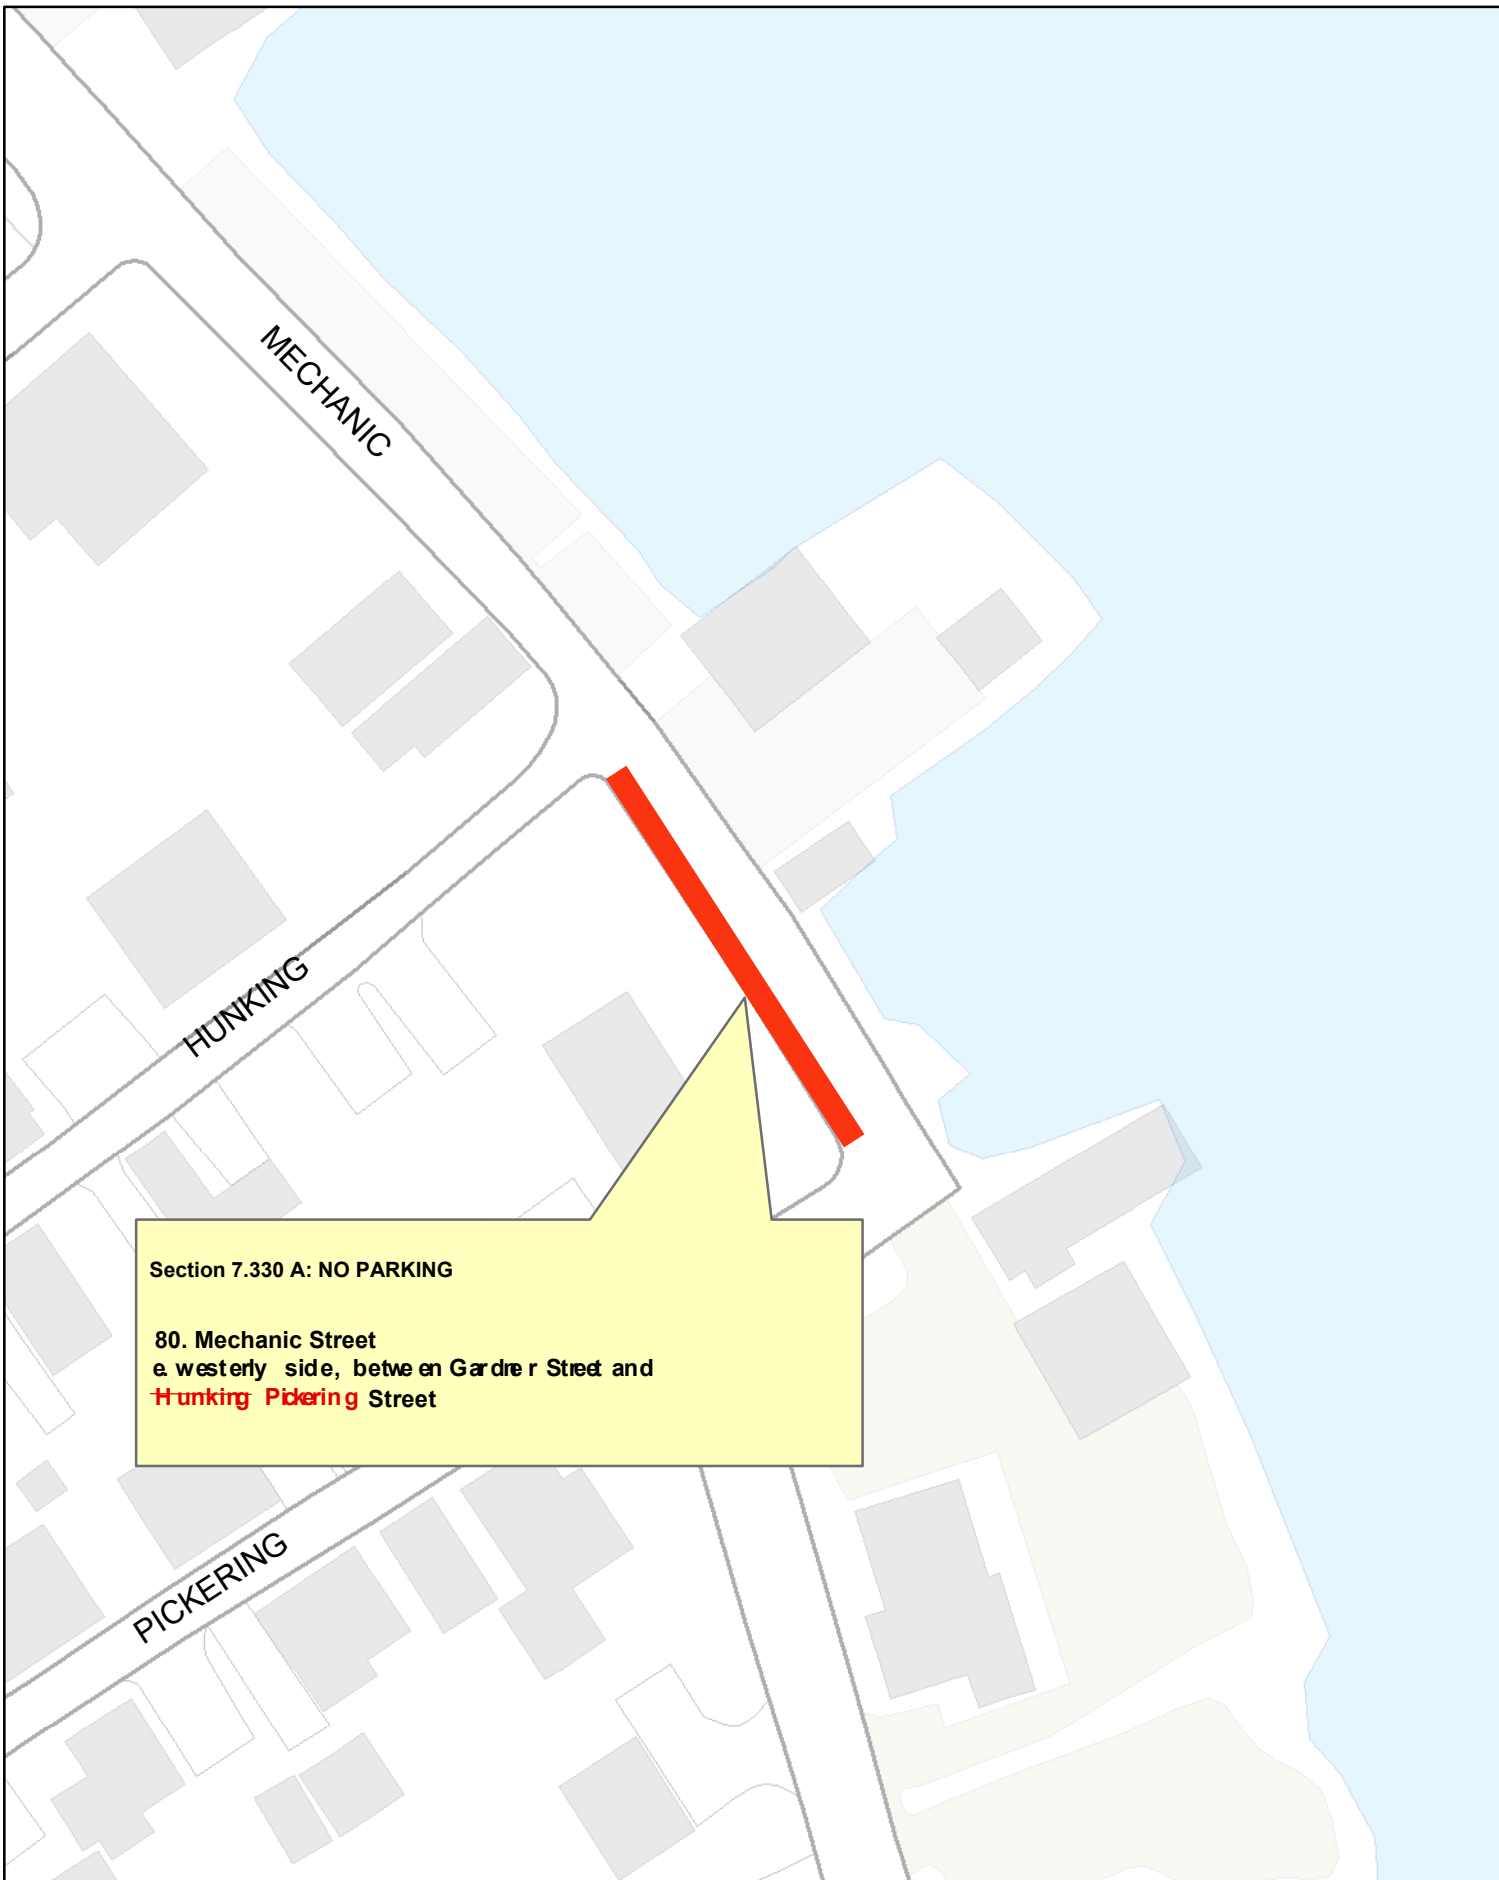 MECHANIC
HUNKING
Section 7.330 A: NO PARKING
80. Mechanic Street
e. westerly side, between Gardner Street and
Hunking Pickering Street
PICKERING